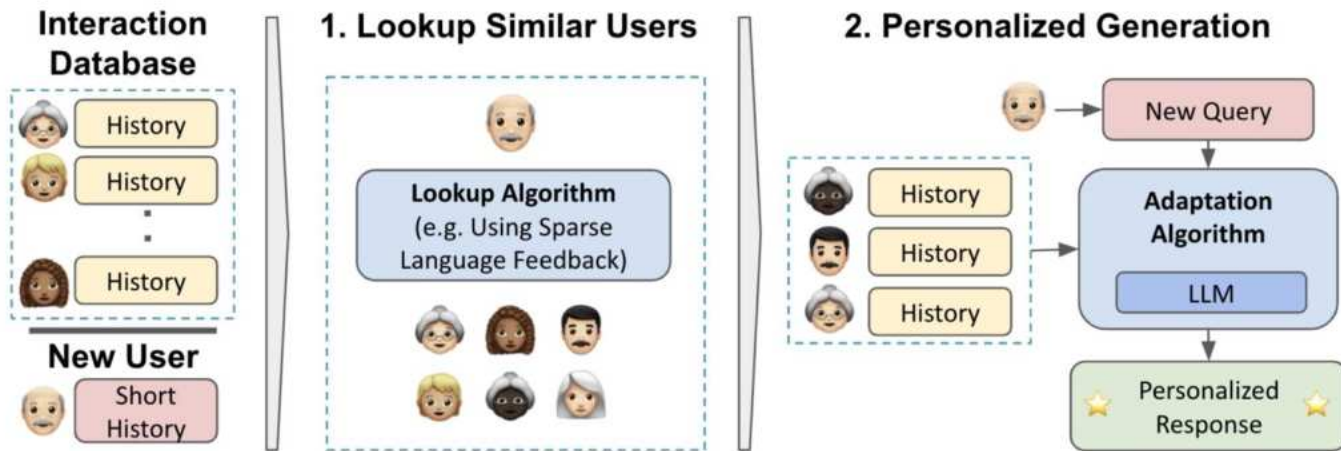 Interaction
Database
History
History
History
New User
Short
History
1. Lookup Similar Users
Lookup Algorithm
(e.g. Using Sparse
Language Feedback)
2. Personalized Generation
New Query
History
History
History
Adaptation
Algorithm
LLM
Personalized
Response